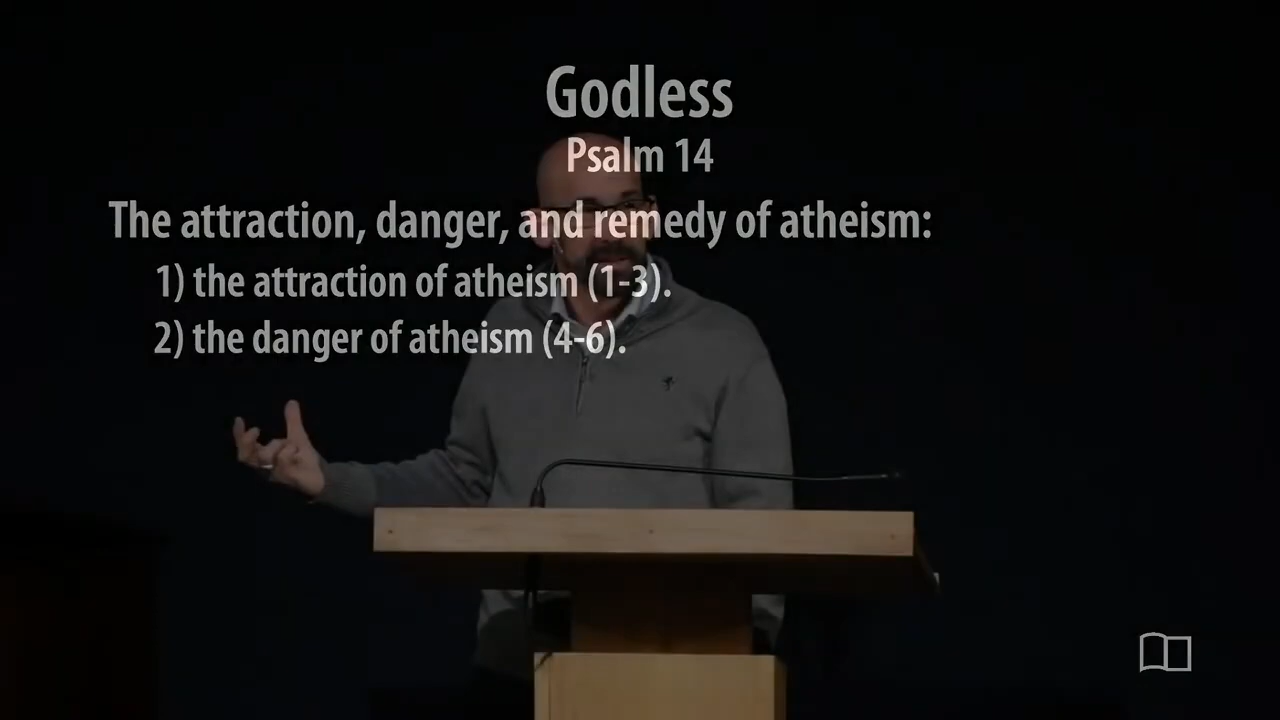 Godless
Psalm 14
The attraction, danger, and remedy of atheism:
1) the attraction of atheism (1-3).
2) the danger of atheism (4-6).